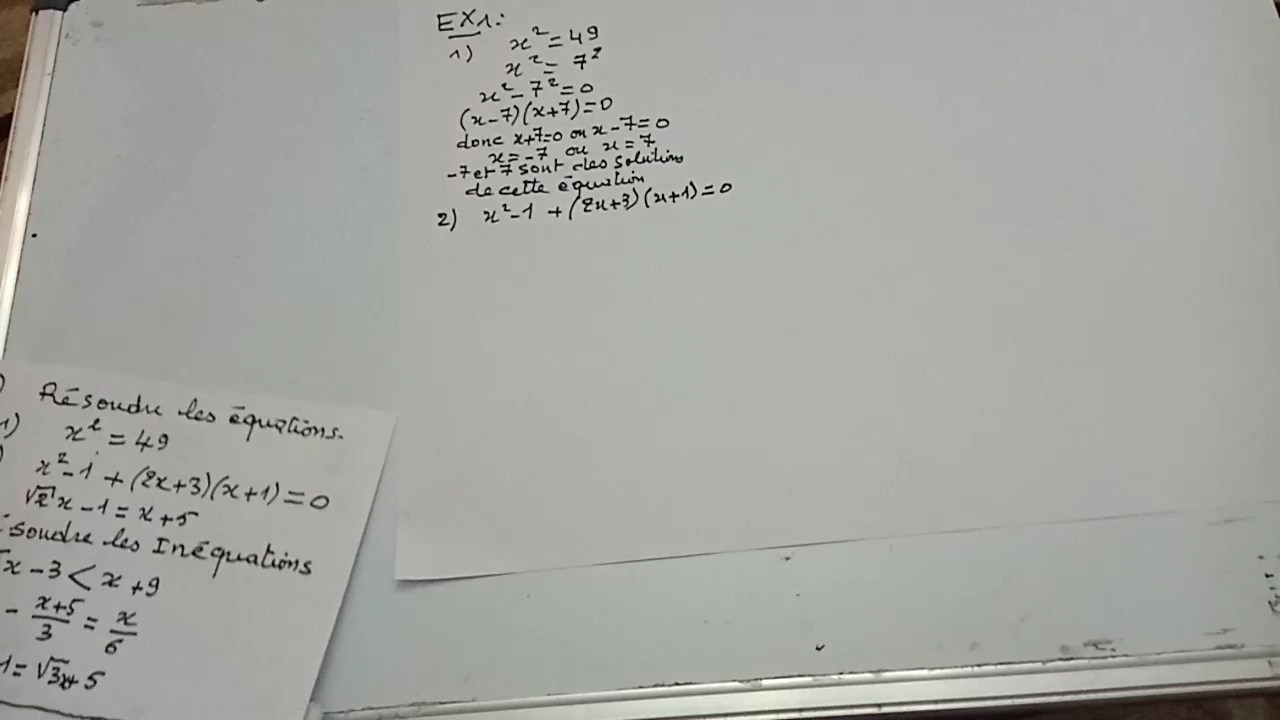 EX1:
1) x² = 49
x² = 7²
x² - 7² = 0
(x-7)(x+7)=0
donc x+7=0 ou x-7=0
x=-7 ou x=7
-7 et 7 sont des solutions
de cette équation
2) x²-1 + (2x+3)(x+1)=0
) Résoudre les équations.
1) x² = 49
) x²-1 + (2x+3)(x+1)=0
√2x-1 = x+5
ésoudre les Inéquations
x-3 < x+9
- (x+5)/3 = x/6
1 = √3x+5